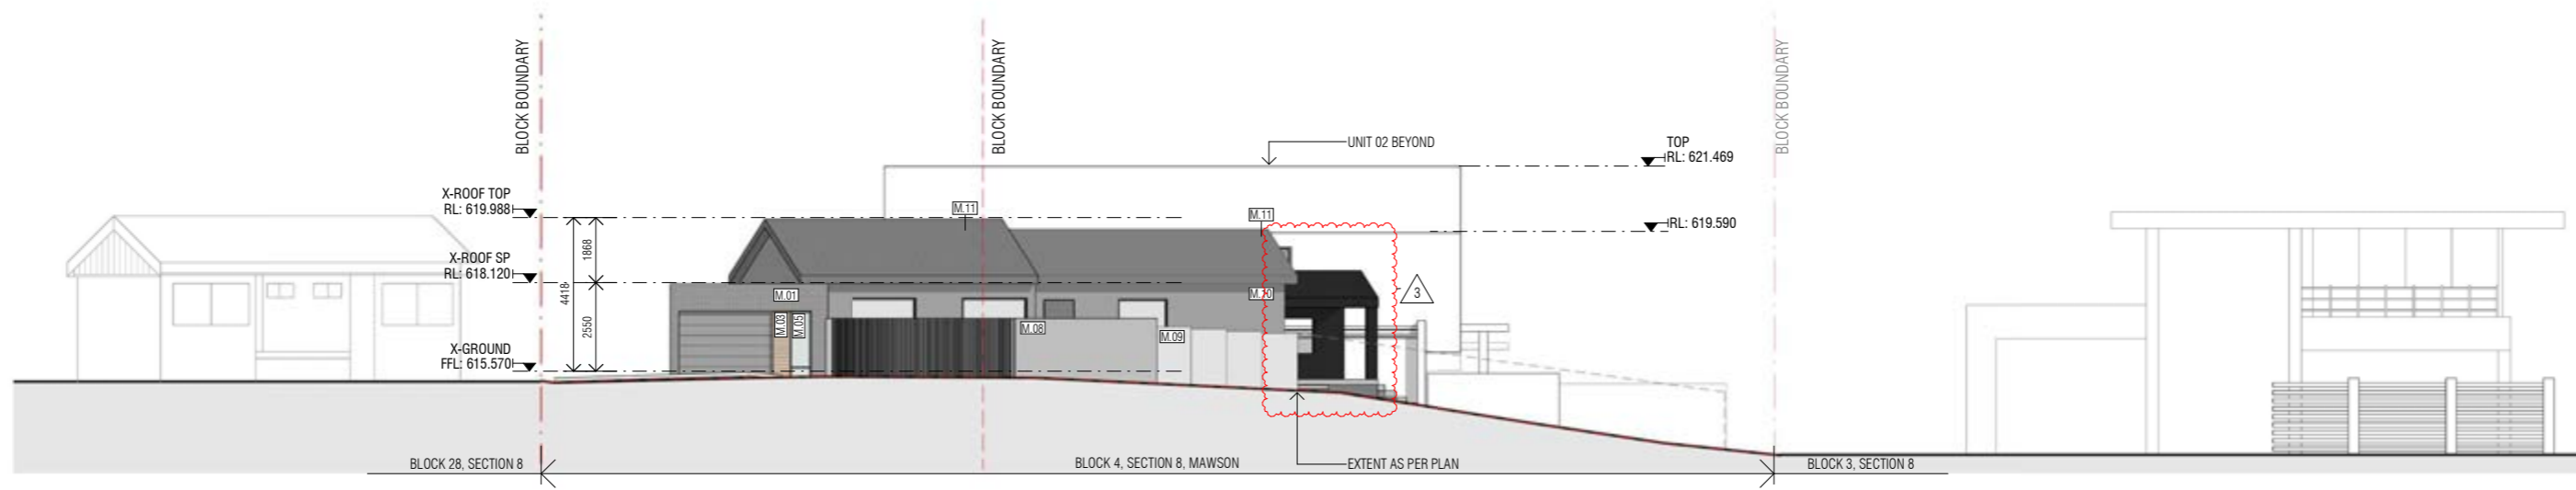 BLOCK BOUNDARY
BLOCK BOUNDARY
BLOCK BOUNDARY
UNIT 02 BEYOND
TOP
RL: 621.469
X-ROOF TOP
RL: 619.988
M.11
M.11
RL: 619.590
1868
X-ROOF SP
RL: 618.120
4418
M.01
M.10
3
2550
M.03
M.05
M.08
M.09
X-GROUND
FFL: 615.570
BLOCK 28, SECTION 8
BLOCK 4, SECTION 8, MAWSON
EXTENT AS PER PLAN
BLOCK 3, SECTION 8